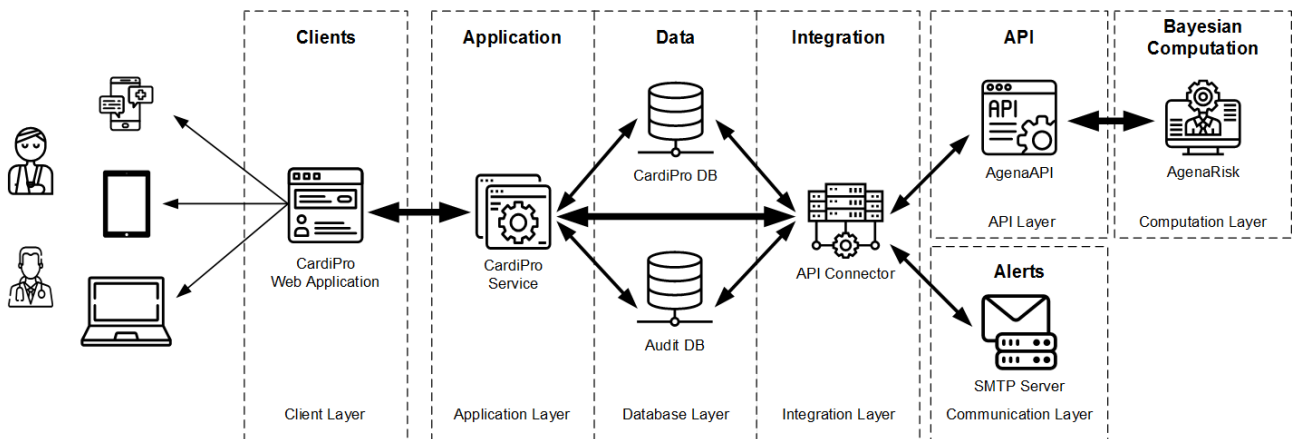 Clients
Application
Data
Integration
API
Bayesian
Computation
API
CardiPro DB
AgenaAPI
AgenaRisk
API Layer
Computation Layer
CardiPro
Web Application
CardiPro
Service
API Connector
Alerts
Audit DB
SMTP Server
Client Layer
Application Layer
Database Layer
Integration Layer
Communication Layer